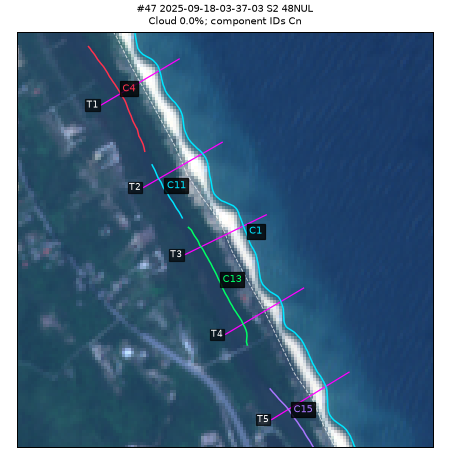 #47 2025-09-18-03-37-03 S2 48NUL
Cloud 0.0%; component IDs Cn
C4
T1
C11
T2
C1
T3
C13
T4
C15
T5